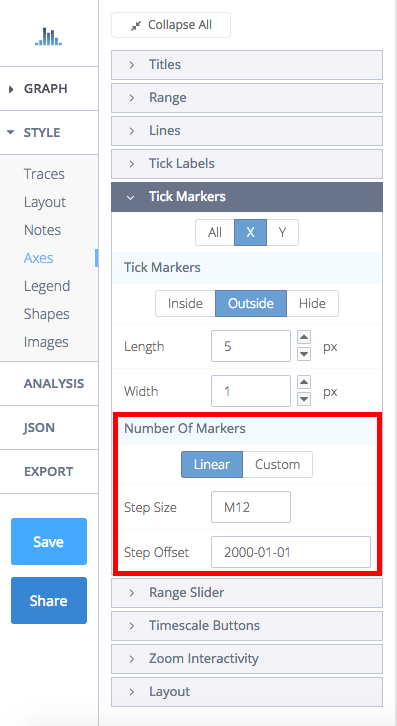 Collapse All
GRAPH
STYLE
Traces
Layout
Notes
Axes
Legend
Shapes
Images
ANALYSIS
JSON
EXPORT
Save
Share
Titles
Range
Lines
Tick Labels
Tick Markers
All X Y
Tick Markers
Inside Outside Hide
Length 5 px
Width 1 px
Number Of Markers
Linear Custom
Step Size M12
Step Offset 2000-01-01
Range Slider
Timescale Buttons
Zoom Interactivity
Layout